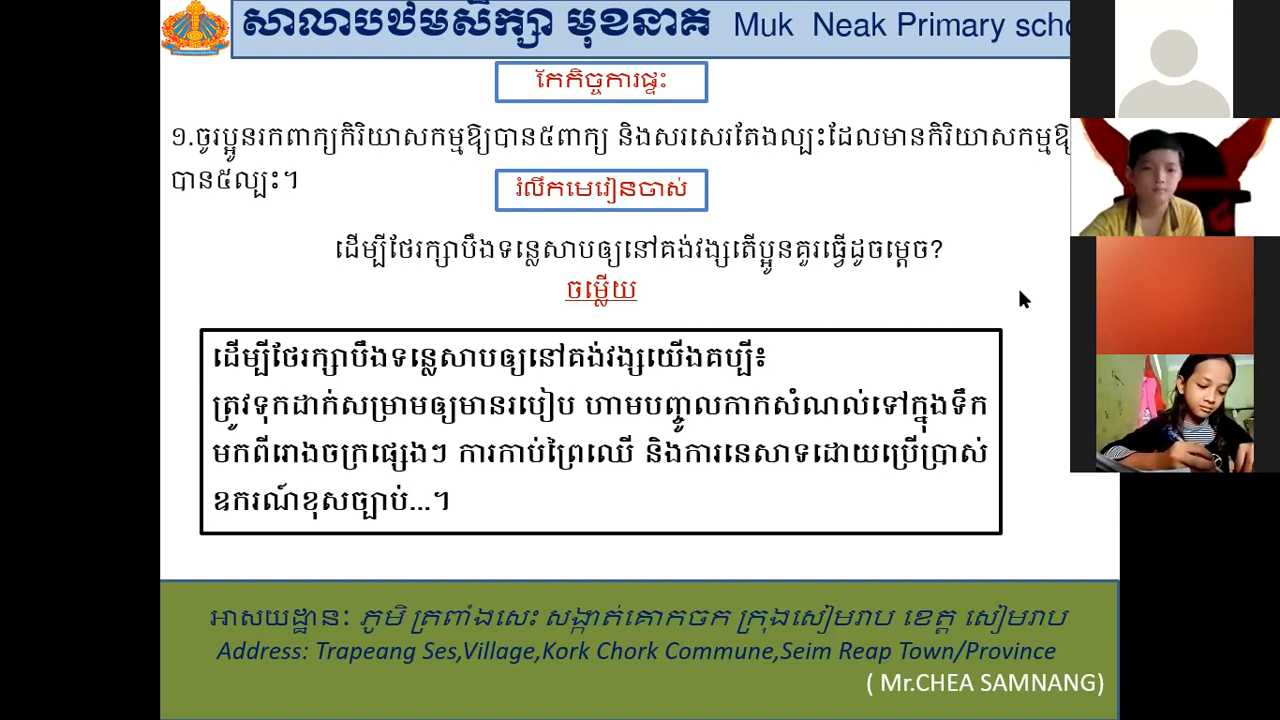 សាលាបឋមសិក្សា មុខនាគ Muk Neak Primary scho
កែកិច្ចការផ្ទះ
១.ចូរប្អូនរកពាក្យកិរិយាសកម្មឱ្យបាន៥ពាក្យ និងសរសេរតែងល្បះដែលមានកិរិយាសកម្មឱ្យ
បាន៥ល្បះ។
រំលឹកមេរៀនចាស់
ដើម្បីថែរក្សាបឹងទន្លេសាបឲ្យនៅគង់វង្សតើប្អូនគួរធ្វើដូចម្ដេច?
ចម្លើយ
ដើម្បីថែរក្សាបឹងទន្លេសាបឲ្យនៅគង់វង្សយើងគប្បី៖
ត្រូវទុកដាក់សម្រាមឲ្យមានរបៀប ហាមបញ្ចូលកាកសំណល់ទៅក្នុងទឹក
មកពីរោងចក្រផ្សេងៗ ការកាប់ព្រៃឈើ និងការនេសាទដោយប្រើប្រាស់
ឧករណ៍ខុសច្បាប់...។
អាសយដ្ឋាន: ភូមិ ត្រពាំងសេះ សង្កាត់គោកចក ក្រុងសៀមរាប ខេត្ត សៀមរាប
Address: Trapeang Ses,Village,Kork Chork Commune,Seim Reap Town/Province
( Mr.CHEA SAMNANG)